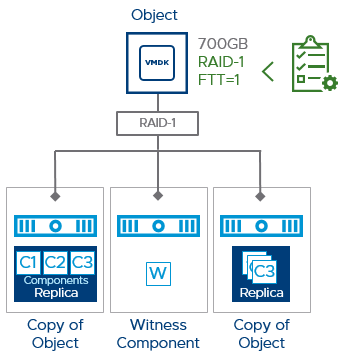 Object
VMDK
700GB
RAID-1
FTT=1
RAID-1
C1 C2 C3
Components
Replica
W
C3
Replica
Copy of
Object
Witness
Component
Copy of
Object